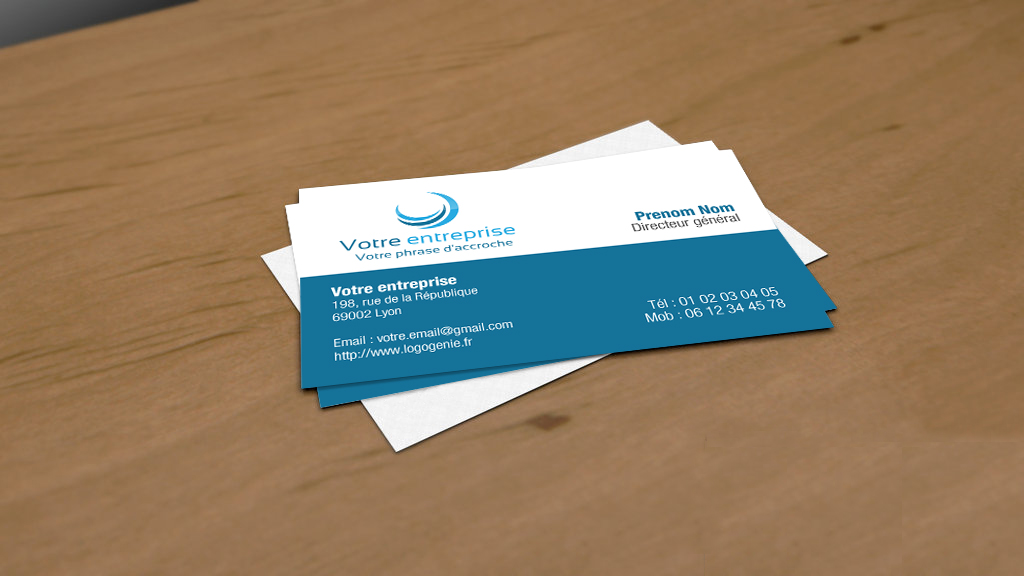 Votre entreprise
Votre phrase d'accroche
Prenom Nom
Directeur général
Votre entreprise
198, rue de la République
69002 Lyon
Email : votre.email@gmail.com
http://www.logogenie.fr
Tél : 01 02 03 04 05
Mob : 06 12 34 45 78